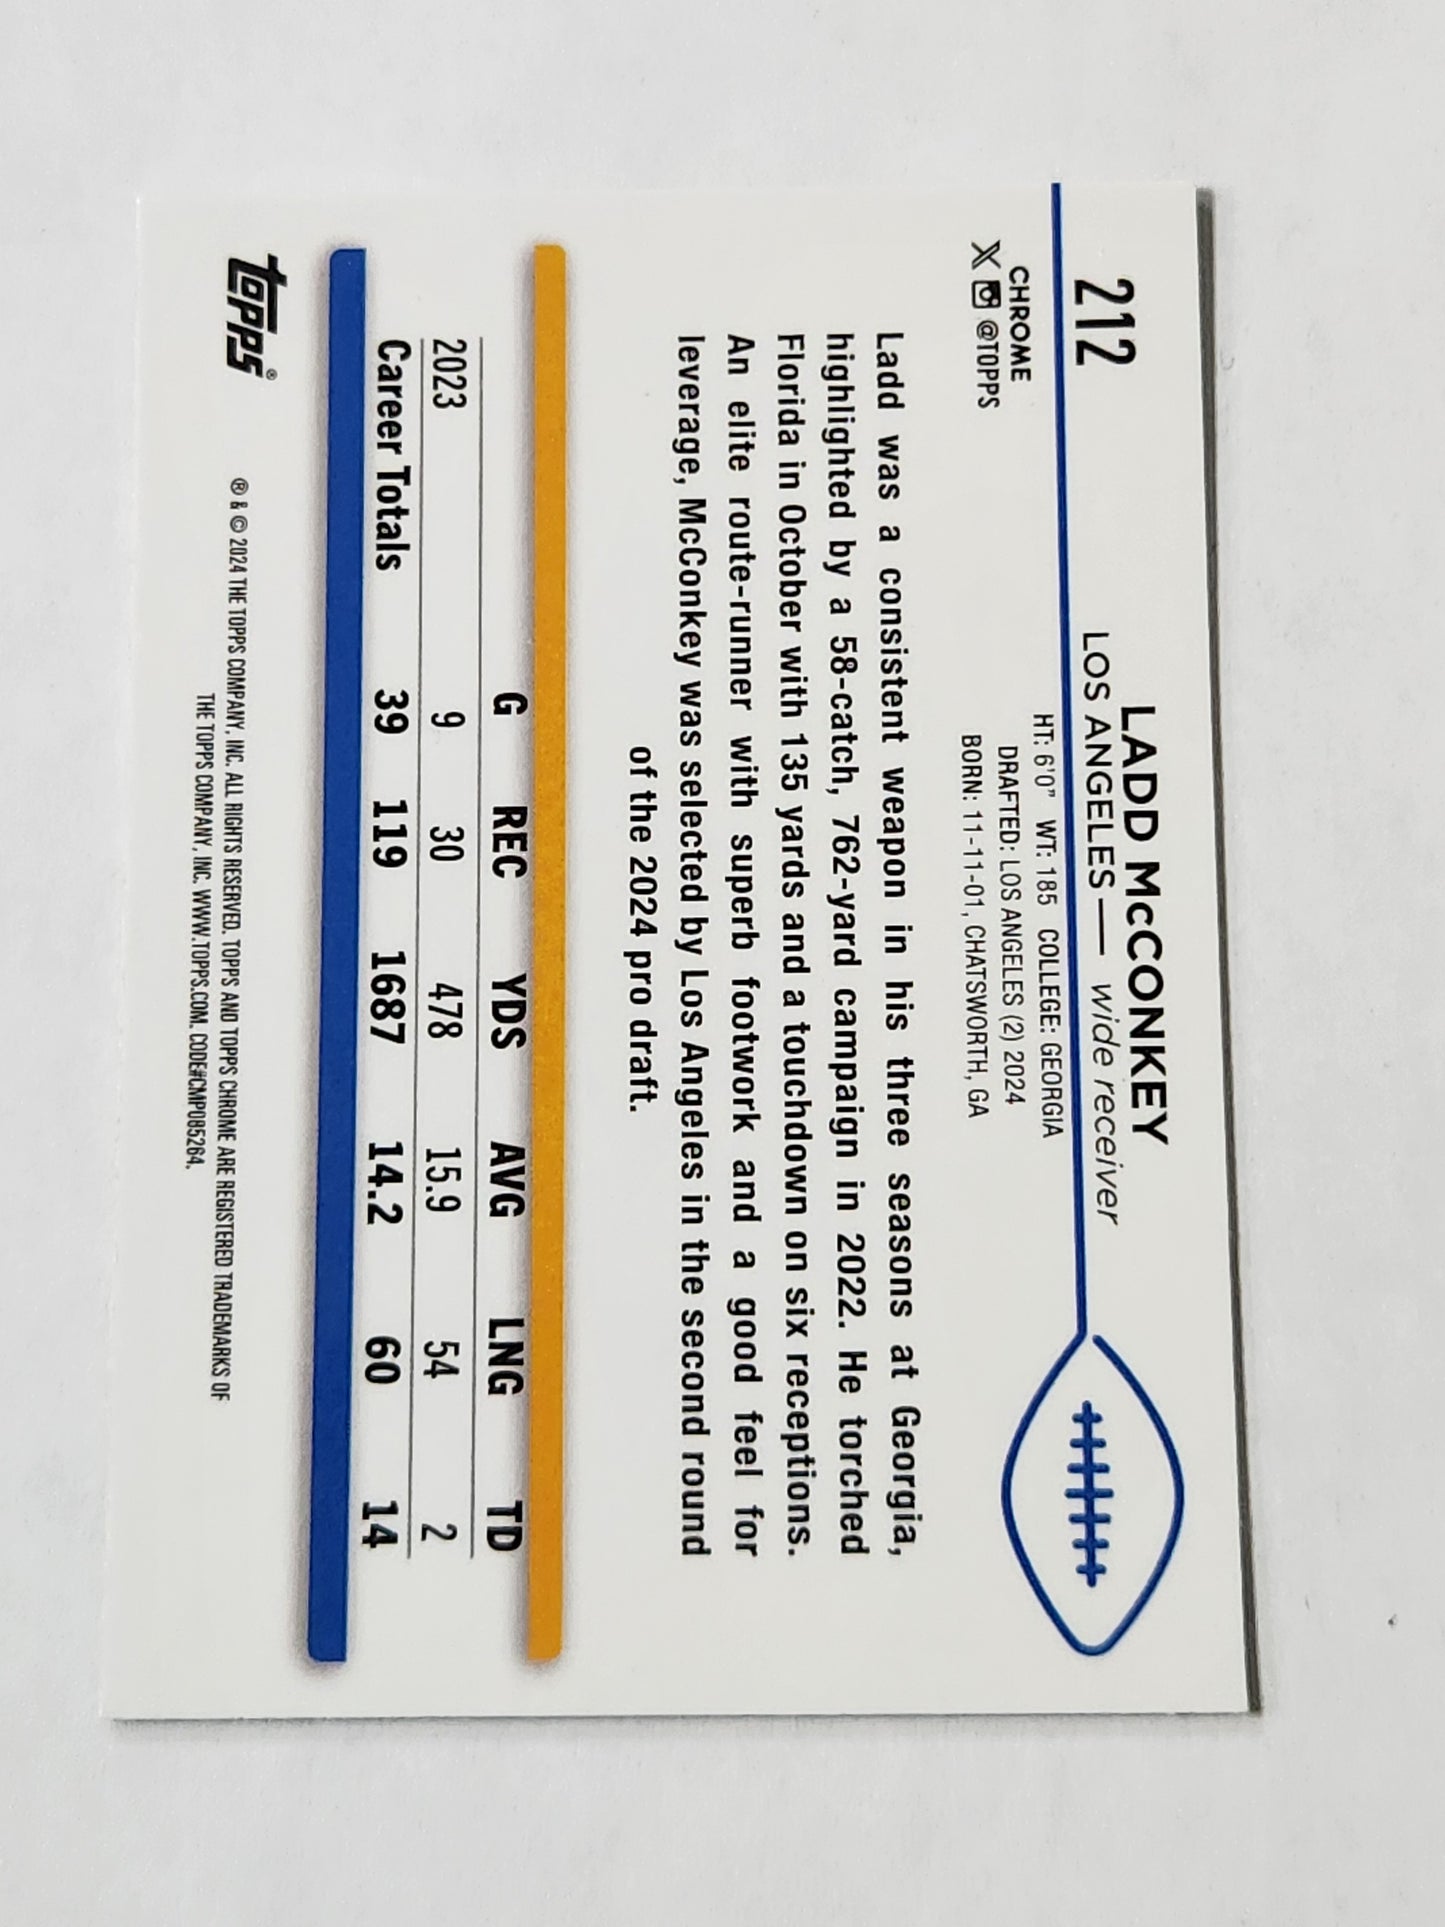 212
LADD McCONKEY
LOS ANGELES — wide receiver
CHROME
X @TOPPS
HT: 6'0" WT: 185 COLLEGE: GEORGIA
DRAFTED: LOS ANGELES (2) 2024
BORN: 11-11-01, CHATSWORTH, GA
Ladd was a consistent weapon in his three seasons at Georgia,
highlighted by a 58-catch, 762-yard campaign in 2022. He torched
Florida in October with 135 yards and a touchdown on six receptions.
An elite route-runner with superb footwork and a good feel for
leverage, McConkey was selected by Los Angeles in the second round
of the 2024 pro draft.
G REC YDS AVG LNG TD
2023 9 30 478 15.9 54 2
Career Totals 39 119 1687 14.2 60 14
topps®
® & © 2024 THE TOPPS COMPANY, INC. ALL RIGHTS RESERVED. TOPPS AND TOPPS CHROME ARE REGISTERED TRADEMARKS OF
THE TOPPS COMPANY, INC. WWW.TOPPS.COM. CODE#CMP085264.